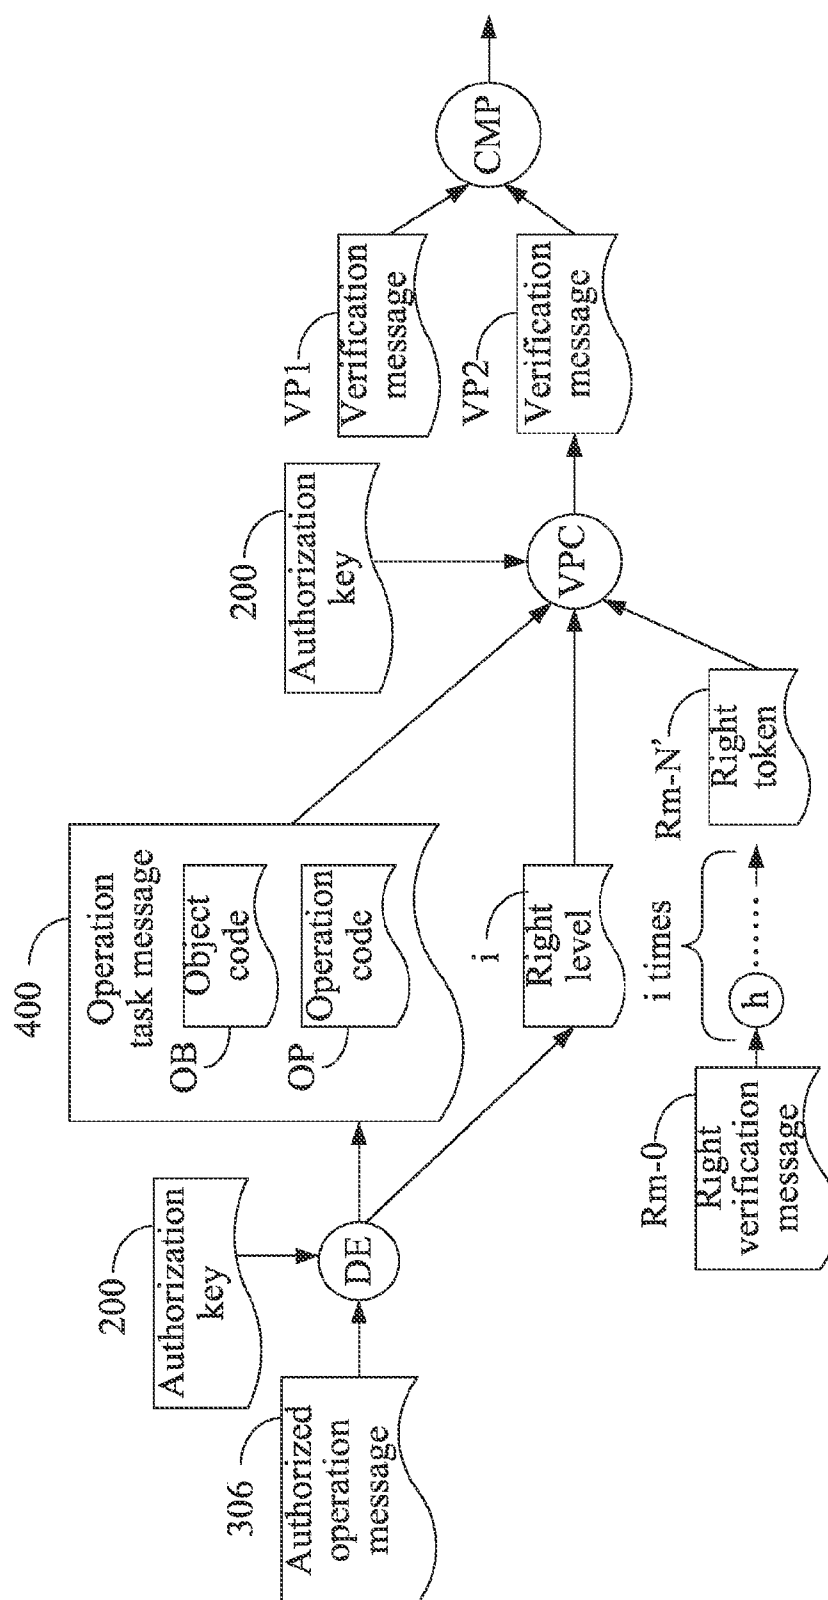 306
Authorized
operation
message
200
Authorization
key
DE
400
Operation
task message
OB
Object
code
OP
Operation
code
i
Right
level
Rm-0
Right
verification
message
h
......
i times
Rm-N'
Right
token
200
Authorization
key
VPC
VP1
Verification
message
VP2
Verification
message
CMP